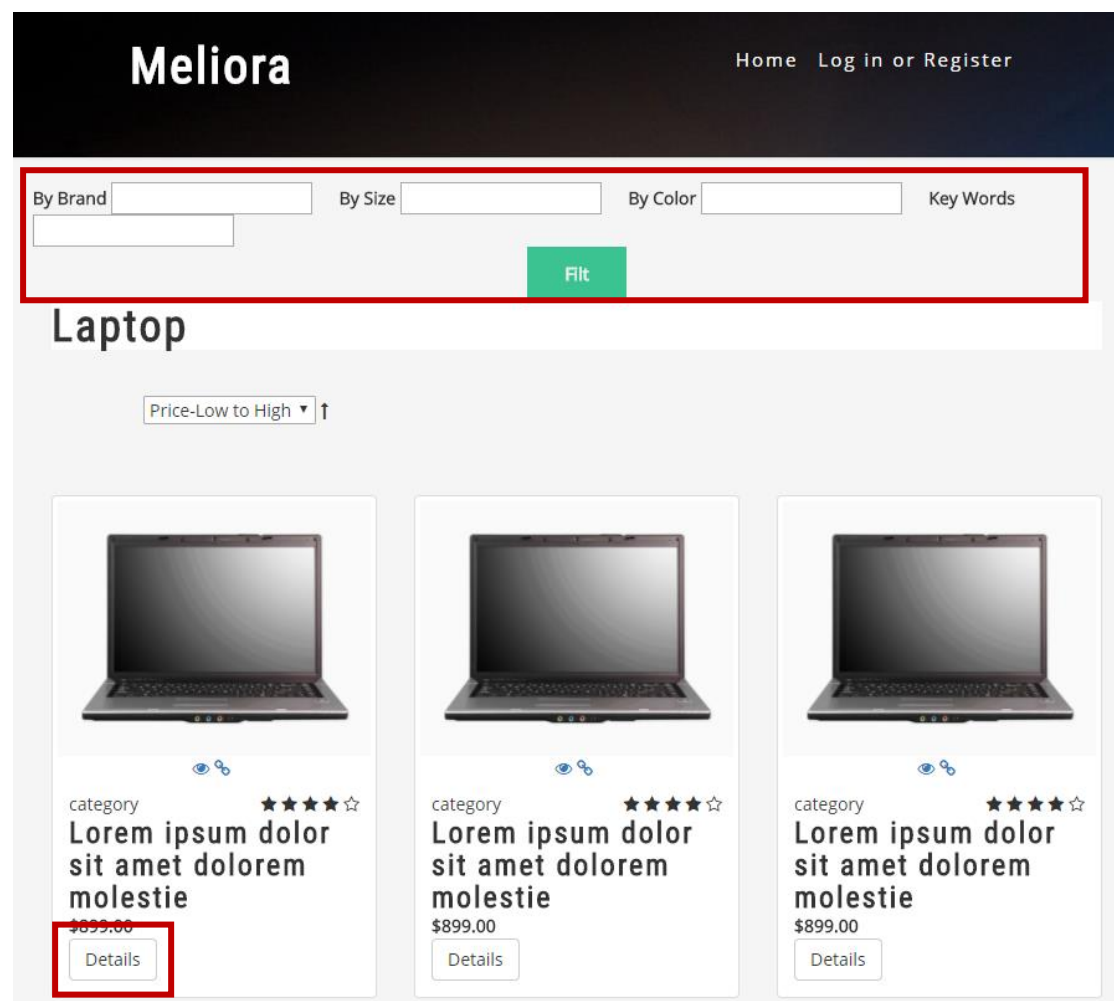 Meliora
Home Log in or Register
By Brand By Size By Color Key Words
Filt
Laptop
Price-Low to High
category
Lorem ipsum dolor
sit amet dolorem
molestie
$899.00
Details
category
Lorem ipsum dolor
sit amet dolorem
molestie
$899.00
Details
category
Lorem ipsum dolor
sit amet dolorem
molestie
$899.00
Details